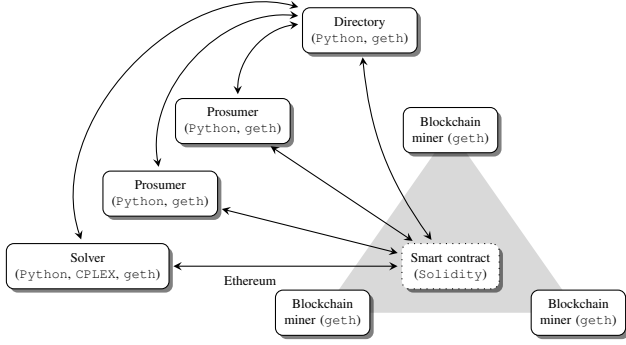 Directory
(Python, geth)
Prosumer
(Python, geth)
Blockchain
miner (geth)
Prosumer
(Python, geth)
Solver
(Python, CPLEX, geth)
Smart contract
(Solidity)
Ethereum
Blockchain
miner (geth)
Blockchain
miner (geth)